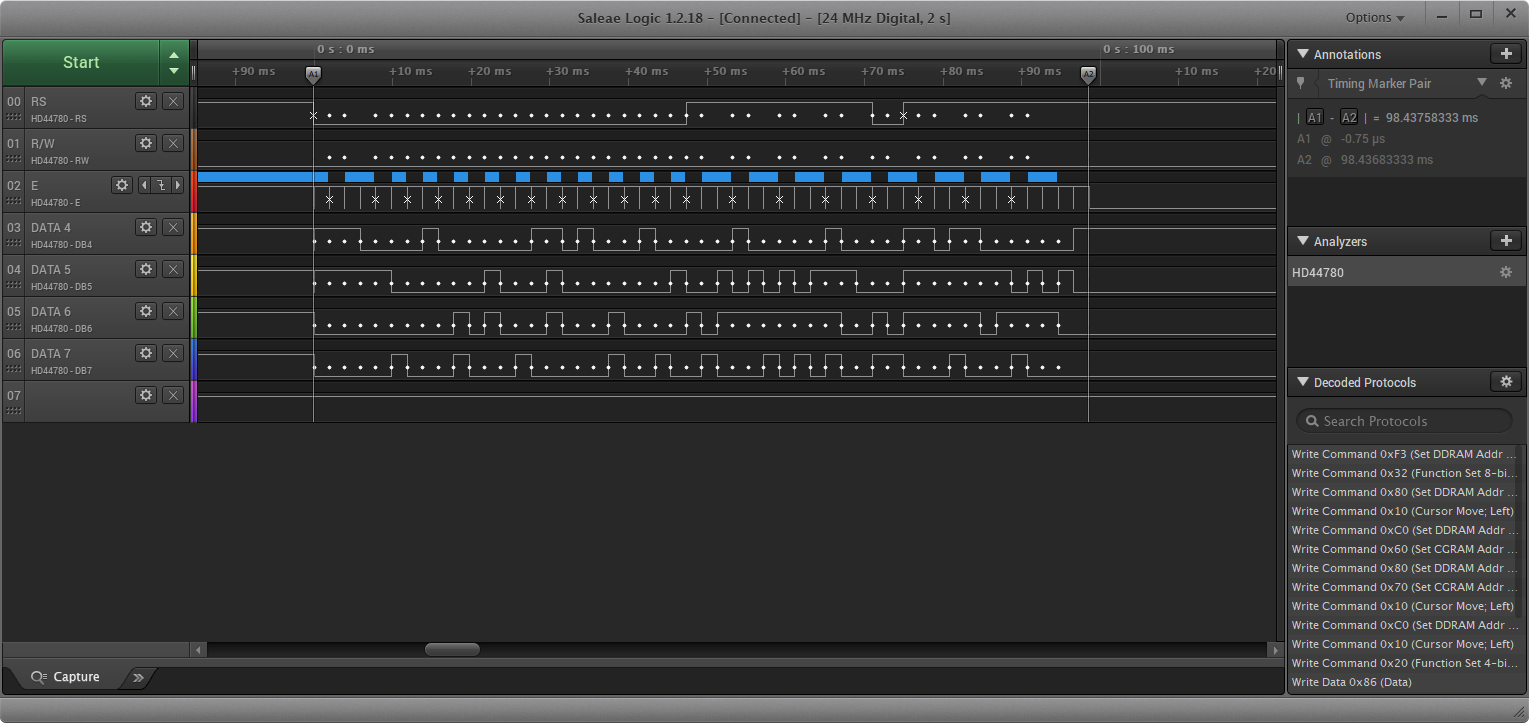 Saleae Logic 1.2.18 – [Connected] – [24 MHz Digital, 2 s]
Options
Start
0 s : 0 ms
0 s : 100 ms
+90 ms
+10 ms
+20 ms
+30 ms
+40 ms
+50 ms
+60 ms
+70 ms
+80 ms
+90 ms
+10 ms
+20
A1
A2
00 RS
HD44780 - RS
01 R/W
HD44780 - RW
02 E
HD44780 - E
03 DATA 4
HD44780 - DB4
04 DATA 5
HD44780 - DB5
05 DATA 6
HD44780 - DB6
06 DATA 7
HD44780 - DB7
07
Capture
Annotations
Timing Marker Pair
| A1 - A2 | = 98.43758333 ms
A1 @ -0.75 µs
A2 @ 98.43683333 ms
Analyzers
HD44780
Decoded Protocols
Search Protocols
Write Command 0xF3 (Set DDRAM Addr ...
Write Command 0x32 (Function Set 8-bi...
Write Command 0x80 (Set DDRAM Addr ...
Write Command 0x10 (Cursor Move; Left)
Write Command 0xC0 (Set DDRAM Addr ...
Write Command 0x60 (Set CGRAM Addr ...
Write Command 0x80 (Set DDRAM Addr ...
Write Command 0x70 (Set CGRAM Addr ...
Write Command 0x10 (Cursor Move; Left)
Write Command 0xC0 (Set DDRAM Addr ...
Write Command 0x10 (Cursor Move; Left)
Write Command 0x20 (Function Set 4-bi...
Write Data 0x86 (Data)